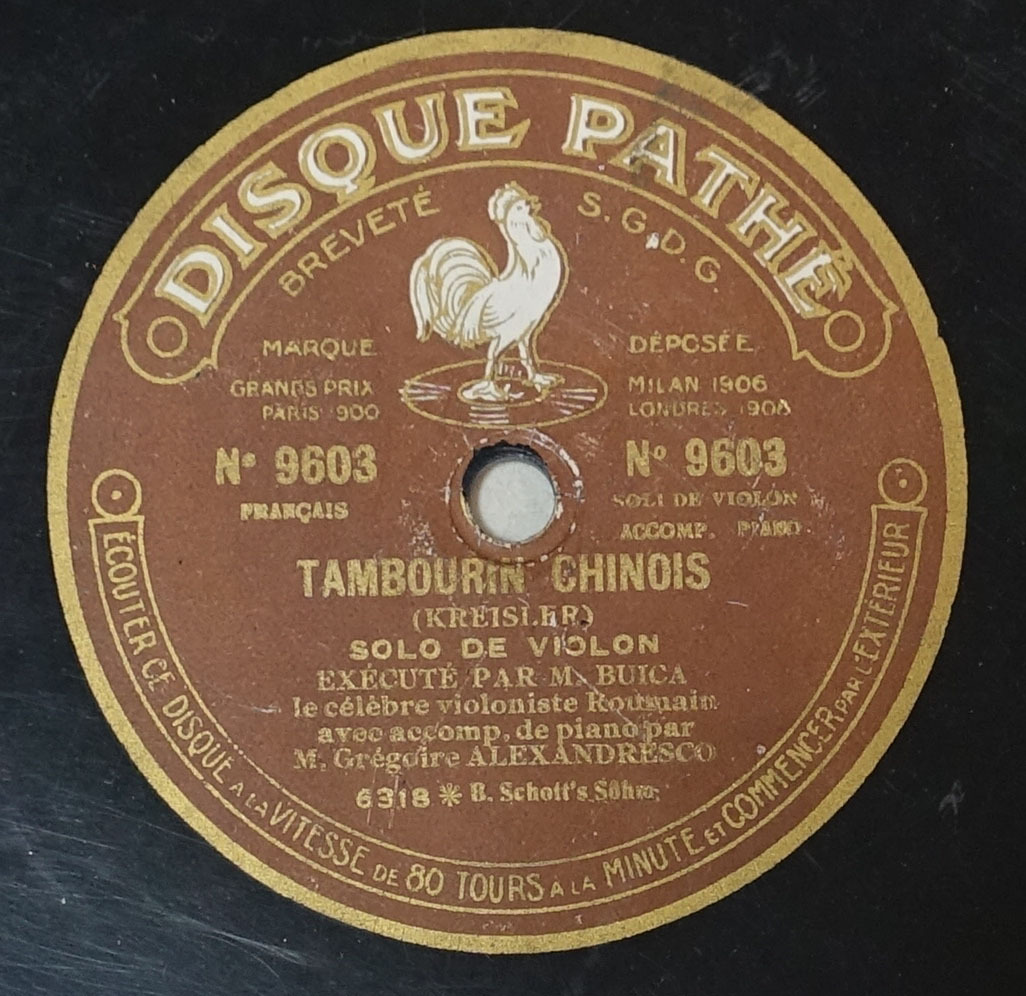 DISQUE PATHÉ
BREVETÉ S.G.D.G
MARQUE DÉPOSÉE
GRANDS PRIX MILAN 1906
PARIS 1900 LONDRES 1908
Nº 9603 Nº 9603
FRANÇAIS SOLI DE VIOLON
ACCOMP. PIANO
TAMBOURIN CHINOIS
(KREISLER)
SOLO DE VIOLON
EXÉCUTÉ PAR M. BUICA
le célèbre violoniste Roumain
avec accomp. de piano par
M. Grégoire ALEXANDRESCO
6318 * B. Schott's Söhne
ÉCOUTER CE DISQUE À LA VITESSE DE 80 TOURS À LA MINUTE ET COMMENCER PAR L'EXTÉRIEUR